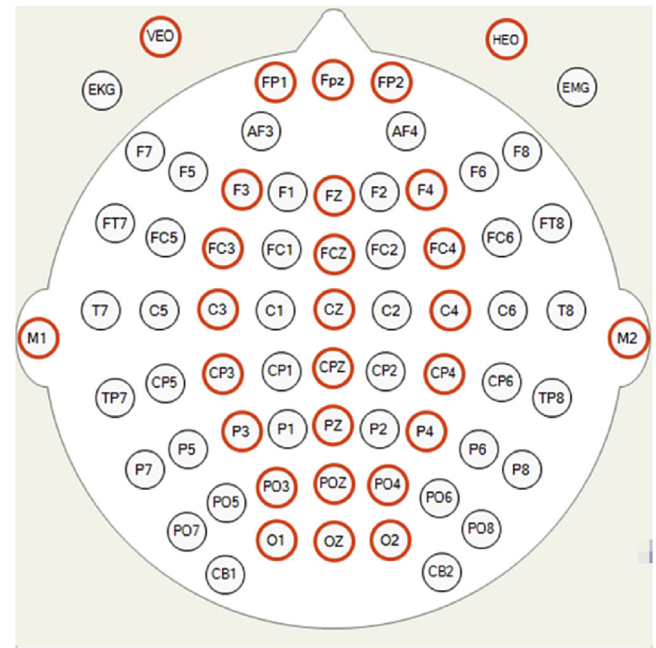 VEO HEO
EKG FP1 Fpz FP2 EMG
AF3 AF4
F7 F5 F3 F1 FZ F2 F4 F6 F8
FT7 FC5 FC3 FC1 FCZ FC2 FC4 FC6 FT8
T7 C5 C3 C1 CZ C2 C4 C6 T8
M1 M2
TP7 CP5 CP3 CP1 CPZ CP2 CP4 CP6 TP8
P7 P5 P3 P1 PZ P2 P4 P6 P8
PO7 PO5 PO3 POZ PO4 PO6 PO8
CB1 O1 OZ O2 CB2